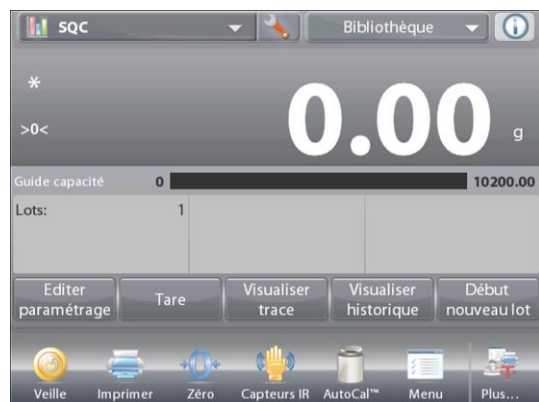 SQC Bibliothèque
*
>0< 0.00 g
Guide capacité 0 10200.00
Lots: 1
Editer paramétrage Tare Visualiser trace Visualiser historique Début nouveau lot
Veille Imprimer Zéro Capteurs IR AutoCal™ Menu Plus...